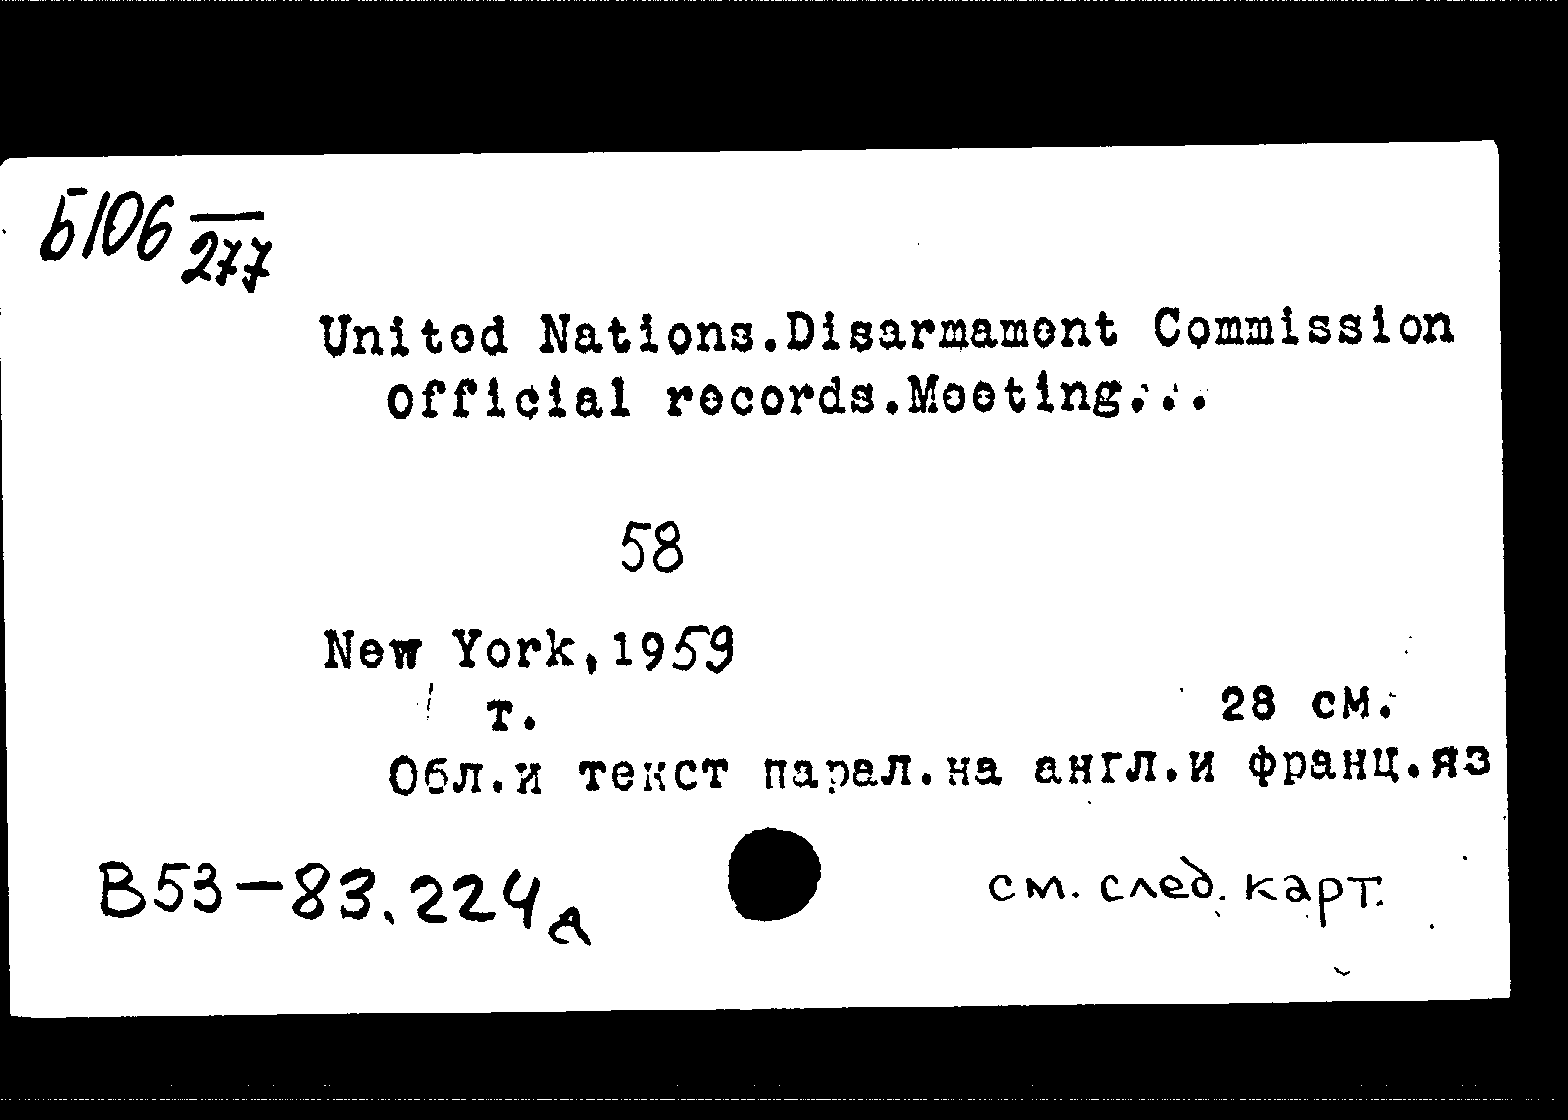 Б106 277
United Nations.Disarmament Commission
Official records.Meeting...
58
New York,1959
т. 28 см.
Обл.и текст парал.на англ.и франц.яз
В53-83.224а
см. след. карт.